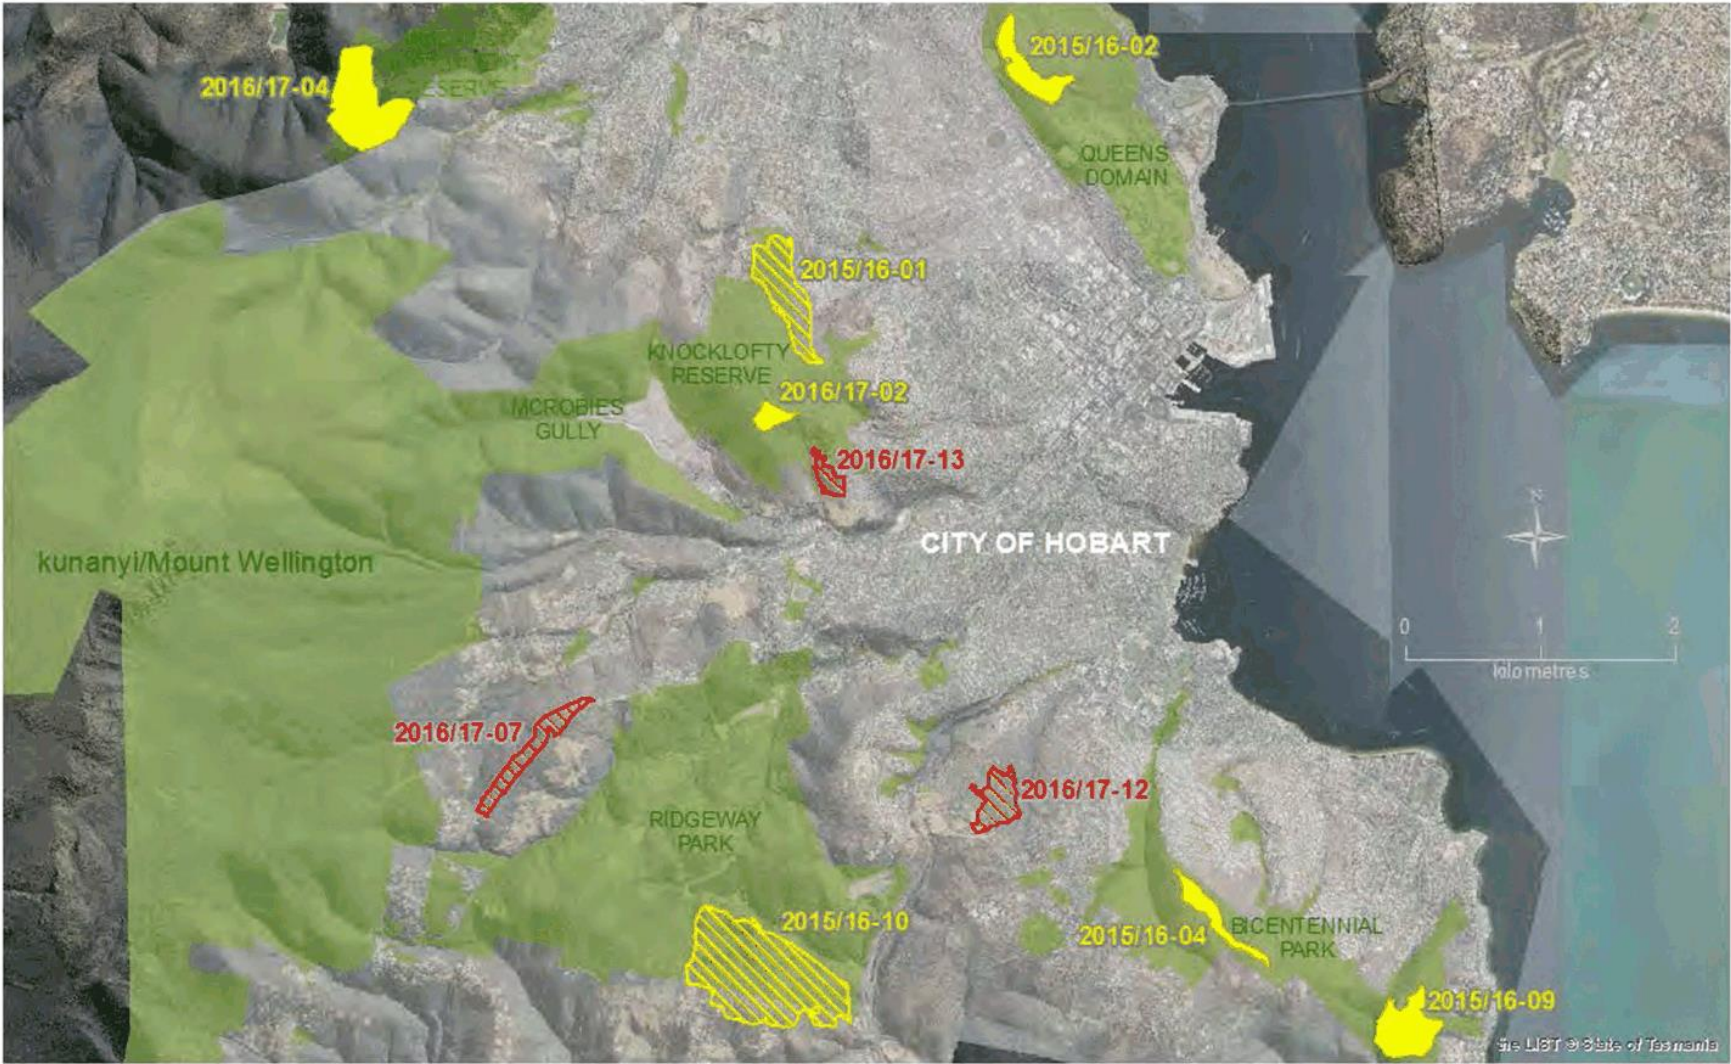 2015/16-02
2016/17-04
RESERVE
QUEENS
DOMAIN
2015/16-01
KNOCKLOFTY
RESERVE
2016/17-02
MCROBIES
GULLY
2016/17-13
CITY OF HOBART
kunanyi/Mount Wellington
N
0 1 2
kilometres
2016/17-07
2016/17-12
RIDGEWAY
PARK
2015/16-10
2015/16-04
BICENTENNIAL
PARK
2015/16-09
the LIST © State of Tasmania